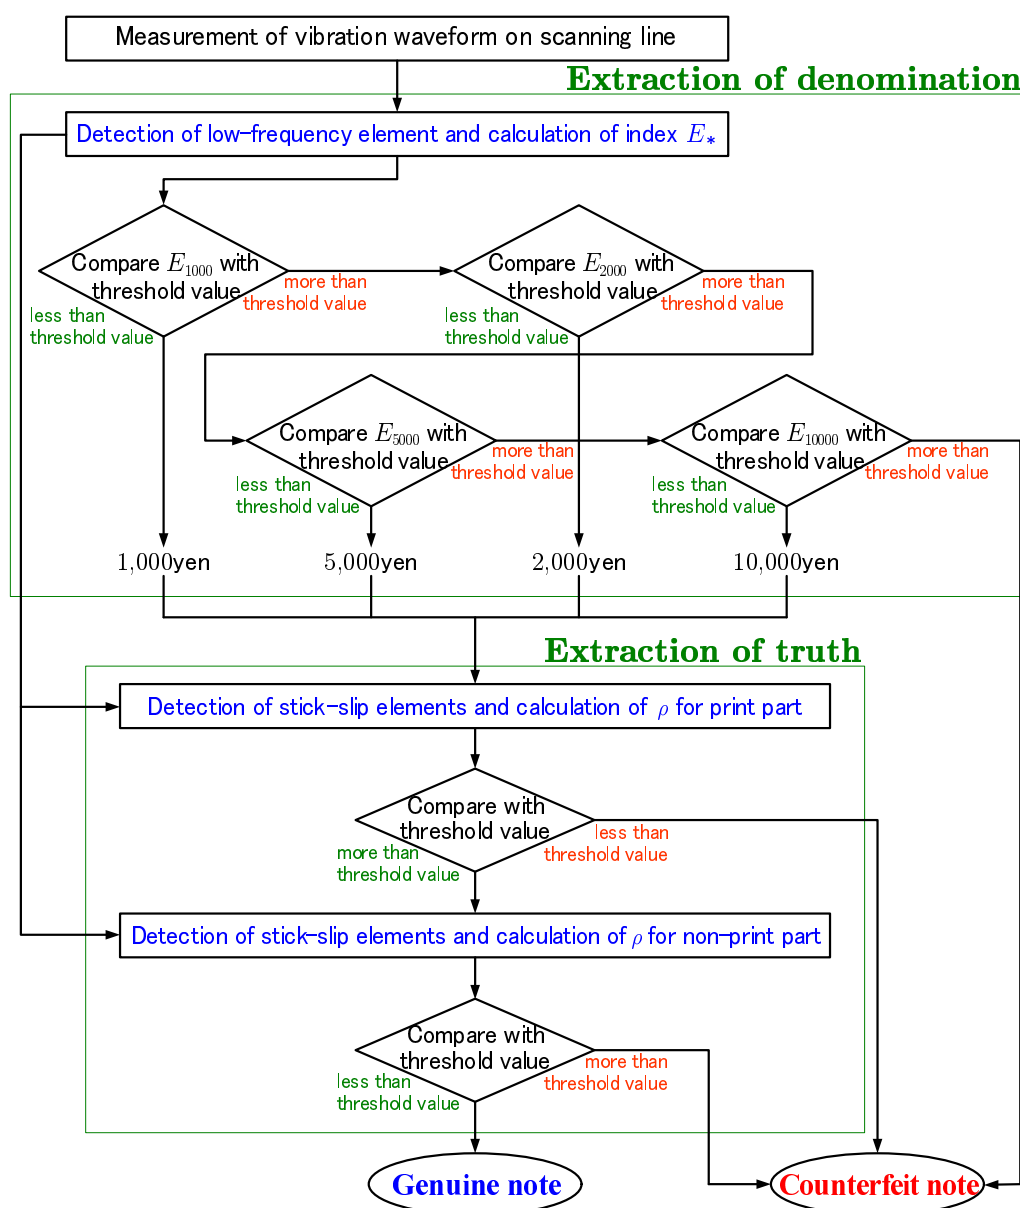 Measurement of vibration waveform on scanning line
Extraction of denomination
Detection of low-frequency element and calculation of index E*
Compare E1000 with
threshold value
more than
threshold value
less than
threshold value
Compare E2000 with
threshold value
more than
threshold value
less than
threshold value
Compare E5000 with
threshold value
more than
threshold value
less than
threshold value
Compare E10000 with
threshold value
more than
threshold value
less than
threshold value
1,000yen
5,000yen
2,000yen
10,000yen
Extraction of truth
Detection of stick-slip elements and calculation of ρ for print part
Compare with
threshold value
less than
threshold value
more than
threshold value
Detection of stick-slip elements and calculation of ρ for non-print part
Compare with
threshold value
more than
threshold value
less than
threshold value
Genuine note
Counterfeit note